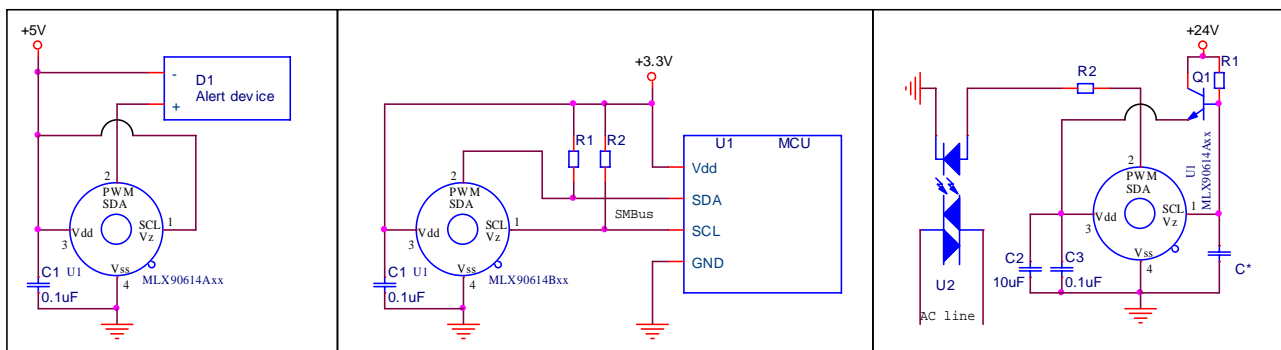 +5V
-
D1
Alert device
+
2
PWM
SDA
SCL
1
Vdd
Vz
3
C1
U1
Vss
4
MLX90614Axx
0.1uF
+3.3V
R1
R2
U1
MCU
Vdd
2
PWM
SDA
SDA
SMBus
SCL
1
SCL
Vdd
Vz
3
GND
C1
U1
Vss
4
MLX90614Bxx
0.1uF
+24V
R1
R2
Q1
2
U1
MLX90614Axx
PWM
SDA
SCL
1
Vdd
Vz
3
C2
C3
Vss
4
C*
U2
10uF
0.1uF
AC line